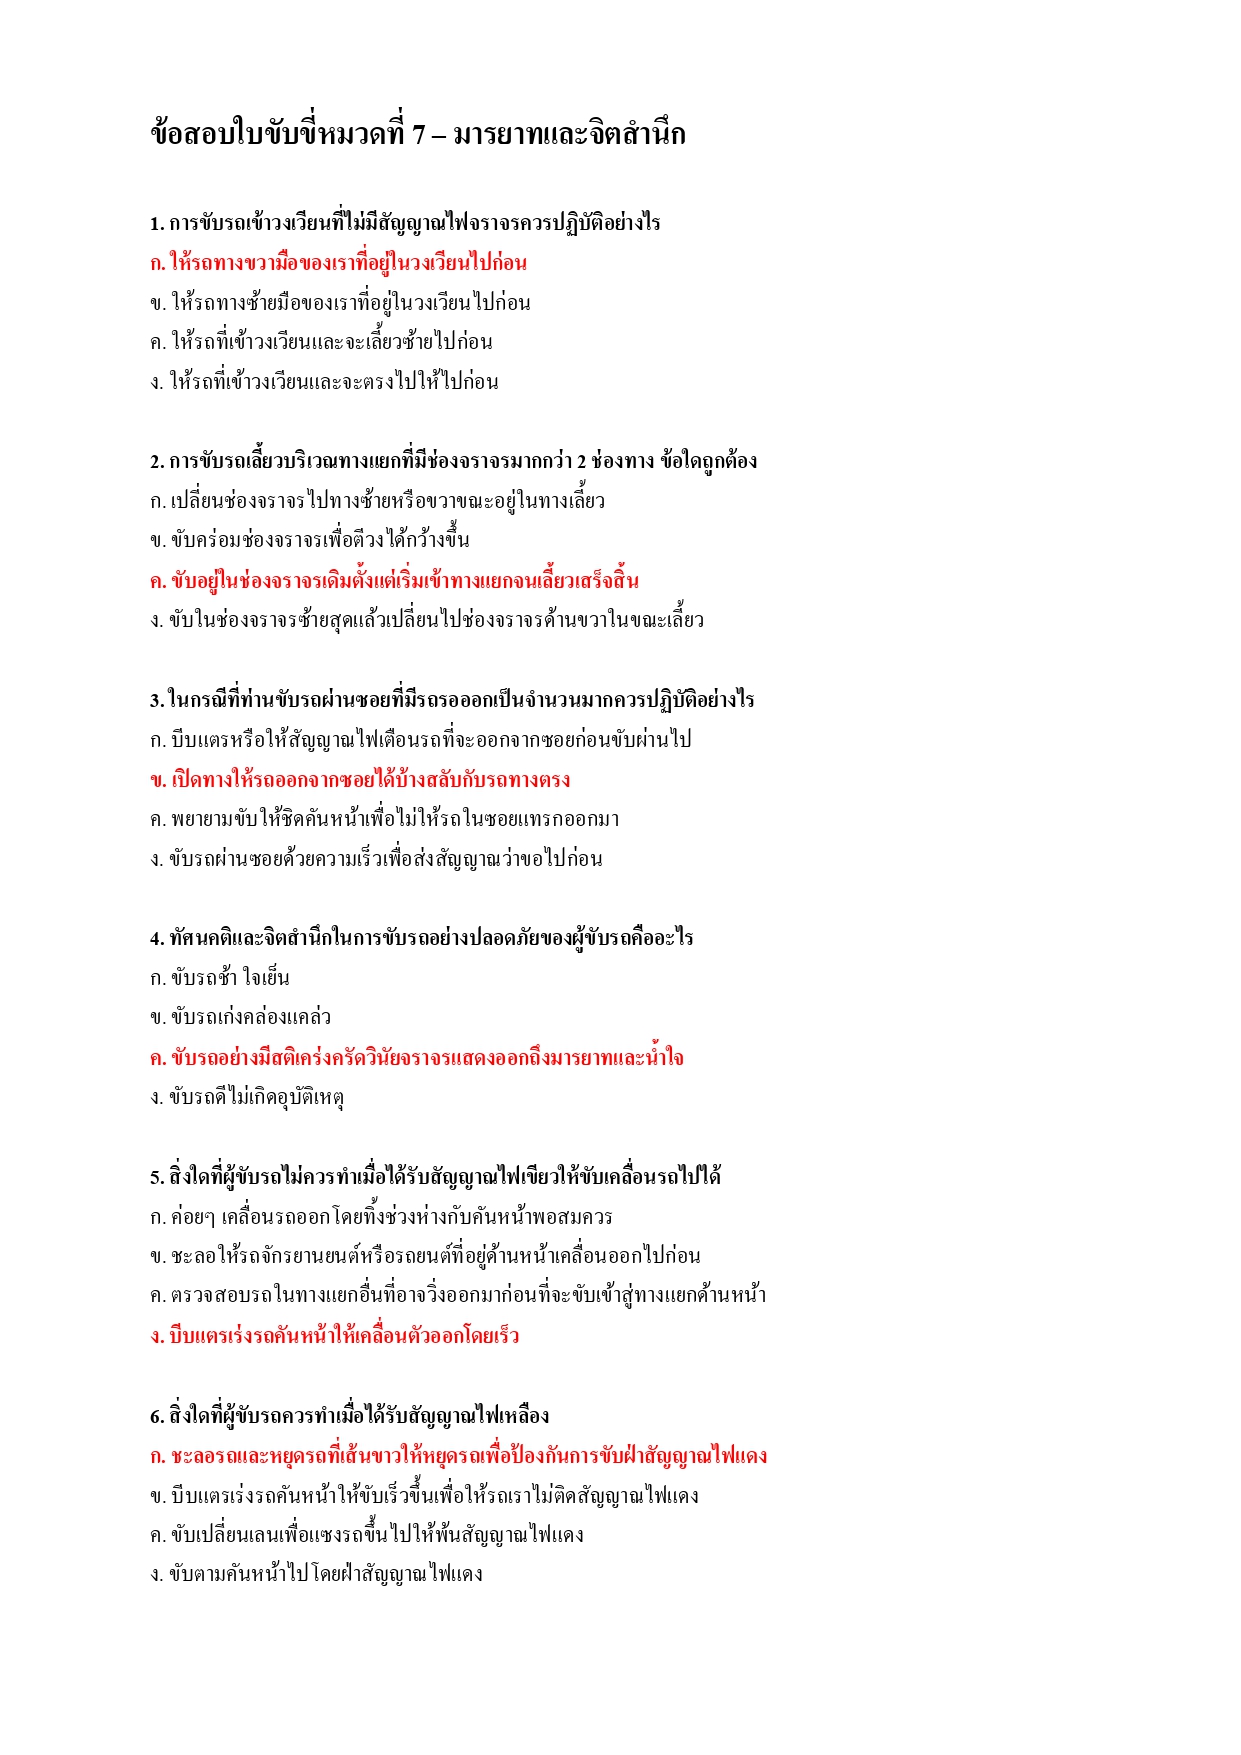 ข้อสอบใบขับขี่หมวดที่ 7 – มารยาทและจิตสำนึก
1. การขับรถเข้าวงเวียนที่ไม่มีสัญญาณไฟจราจรควรปฏิบัติอย่างไร
ก. ให้รถทางขวามือของเราที่อยู่ในวงเวียนไปก่อน
ข. ให้รถทางซ้ายมือของเราที่อยู่ในวงเวียนไปก่อน
ค. ให้รถที่เข้าวงเวียนและจะเลี้ยวซ้ายไปก่อน
ง. ให้รถที่เข้าวงเวียนและจะตรงไปให้ไปก่อน
2. การขับรถเลี้ยวบริเวณทางแยกที่มีช่องจราจรมากกว่า 2 ช่องทาง ข้อใดถูกต้อง
ก. เปลี่ยนช่องจราจรไปทางซ้ายหรือขวาขณะอยู่ในทางเลี้ยว
ข. ขับคร่อมช่องจราจรเพื่อตีวงได้กว้างขึ้น
ค. ขับอยู่ในช่องจราจรเดิมตั้งแต่เริ่มเข้าทางแยกจนเลี้ยวเสร็จสิ้น
ง. ขับในช่องจราจรซ้ายสุดแล้วเปลี่ยนไปช่องจราจรด้านขวาในขณะเลี้ยว
3. ในกรณีที่ท่านขับรถผ่านซอยที่มีรถรอออกเป็นจำนวนมากควรปฏิบัติอย่างไร
ก. บีบแตรหรือให้สัญญาณไฟเตือนรถที่จะออกจากซอยก่อนขับผ่านไป
ข. เปิดทางให้รถออกจากซอยได้บ้างสลับกับรถทางตรง
ค. พยายามขับให้ชิดคันหน้าเพื่อไม่ให้รถในซอยแทรกออกมา
ง. ขับรถผ่านซอยด้วยความเร็วเพื่อส่งสัญญาณว่าขอไปก่อน
4. ทัศนคติและจิตสำนึกในการขับรถอย่างปลอดภัยของผู้ขับรถคืออะไร
ก. ขับรถช้า ใจเย็น
ข. ขับรถเก่งคล่องแคล่ว
ค. ขับรถอย่างมีสติเคร่งครัดวินัยจราจรแสดงออกถึงมารยาทและน้ำใจ
ง. ขับรถดีไม่เกิดอุบัติเหตุ
5. สิ่งใดที่ผู้ขับรถไม่ควรทำเมื่อได้รับสัญญาณไฟเขียวให้ขับเคลื่อนรถไปได้
ก. ค่อยๆ เคลื่อนรถออกโดยทิ้งช่วงห่างกับคันหน้าพอสมควร
ข. ชะลอให้รถจักรยานยนต์หรือรถยนต์ที่อยู่ด้านหน้าเคลื่อนออกไปก่อน
ค. ตรวจสอบรถในทางแยกอื่นที่อาจวิ่งออกมาก่อนที่จะขับเข้าสู่ทางแยกด้านหน้า
ง. บีบแตรเร่งรถคันหน้าให้เคลื่อนตัวออกโดยเร็ว
6. สิ่งใดที่ผู้ขับรถควรทำเมื่อได้รับสัญญาณไฟเหลือง
ก. ชะลอรถและหยุดรถที่เส้นขาวให้หยุดรถเพื่อป้องกันการขับฝ่าสัญญาณไฟแดง
ข. บีบแตรเร่งรถคันหน้าให้ขับเร็วขึ้นเพื่อให้รถเราไม่ติดสัญญาณไฟแดง
ค. ขับเปลี่ยนเลนเพื่อแซงรถขึ้นไปให้พ้นสัญญาณไฟแดง
ง. ขับตามคันหน้าไปโดยฝ่าสัญญาณไฟแดง